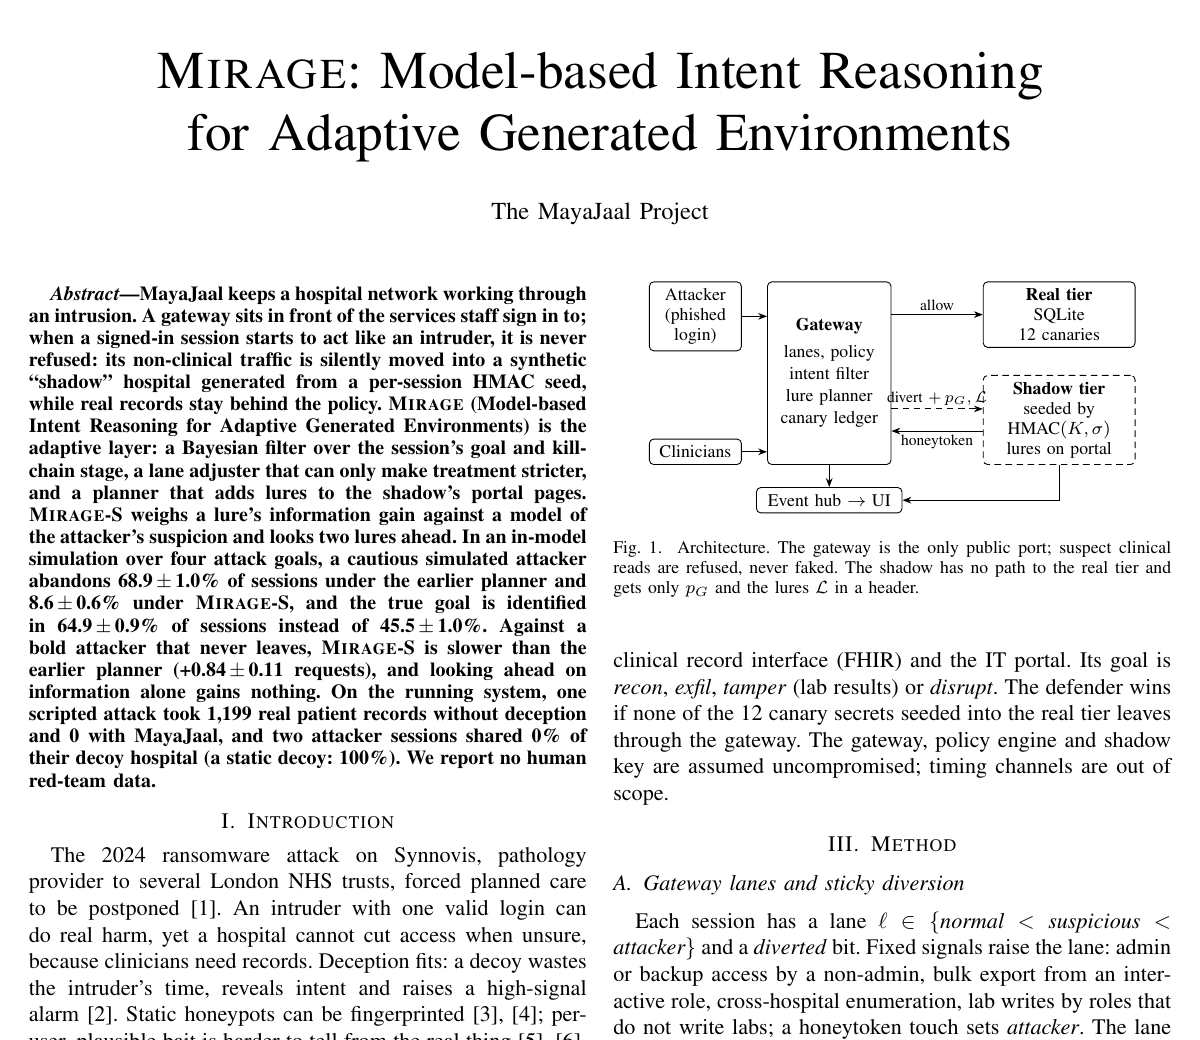 MIRAGE: Model-based Intent Reasoning
for Adaptive Generated Environments
The MayaJaal Project
Abstract—MayaJaal keeps a hospital network working through
an intrusion. A gateway sits in front of the services staff sign in to;
when a signed-in session starts to act like an intruder, it is never
refused: its non-clinical traffic is silently moved into a synthetic
“shadow” hospital generated from a per-session HMAC seed,
while real records stay behind the policy. MIRAGE (Model-based
Intent Reasoning for Adaptive Generated Environments) is the
adaptive layer: a Bayesian filter over the session’s goal and kill-
chain stage, a lane adjuster that can only make treatment stricter,
and a planner that adds lures to the shadow’s portal pages.
MIRAGE-S weighs a lure’s information gain against a model of
the attacker’s suspicion and looks two lures ahead. In an in-model
simulation over four attack goals, a cautious simulated attacker
abandons 68.9 ± 1.0% of sessions under the earlier planner and
8.6 ± 0.6% under MIRAGE-S, and the true goal is identified
in 64.9 ± 0.9% of sessions instead of 45.5 ± 1.0%. Against a
bold attacker that never leaves, MIRAGE-S is slower than the
earlier planner (+0.84 ± 0.11 requests), and looking ahead on
information alone gains nothing. On the running system, one
scripted attack took 1,199 real patient records without deception
and 0 with MayaJaal, and two attacker sessions shared 0% of
their decoy hospital (a static decoy: 100%). We report no human
red-team data.
I. INTRODUCTION
The 2024 ransomware attack on Synnovis, pathology
provider to several London NHS trusts, forced planned care
to be postponed [1]. An intruder with one valid login can
do real harm, yet a hospital cannot cut access when unsure,
because clinicians need records. Deception fits: a decoy wastes
the intruder’s time, reveals intent and raises a high-signal
alarm [2]. Static honeypots can be fingerprinted [3], [4]; per-
user, plausible bait is harder to tell from the real thing [5], [6].
Attacker
(phished
login)
Clinicians
Gateway
lanes, policy
intent filter
lure planner
canary ledger
allow
divert + p_G, ℒ
honeytoken
Real tier
SQLite
12 canaries
Shadow tier
seeded by
HMAC(K, σ)
lures on portal
Event hub → UI
Fig. 1. Architecture. The gateway is the only public port; suspect clinical
reads are refused, never faked. The shadow has no path to the real tier and
gets only p_G and the lures ℒ in a header.
clinical record interface (FHIR) and the IT portal. Its goal is
recon, exfil, tamper (lab results) or disrupt. The defender wins
if none of the 12 canary secrets seeded into the real tier leaves
through the gateway. The gateway, policy engine and shadow
key are assumed uncompromised; timing channels are out of
scope.
III. METHOD
A. Gateway lanes and sticky diversion
Each session has a lane ℓ ∈ {normal < suspicious <
attacker} and a diverted bit. Fixed signals raise the lane: admin
or backup access by a non-admin, bulk export from an inter-
active role, cross-hospital enumeration, lab writes by roles that
do not write labs; a honeytoken touch sets attacker. The lane